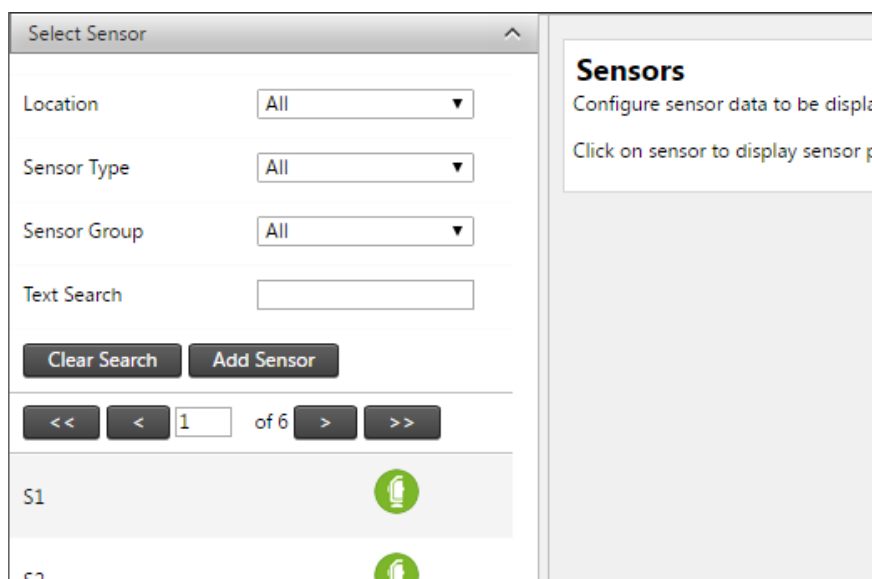 Select Sensor
Location All
Sensor Type All
Sensor Group All
Text Search
Clear Search Add Sensor
<< < 1 of 6 > >>
S1
Sensors
Configure sensor data to be
Click on sensor to display sensor